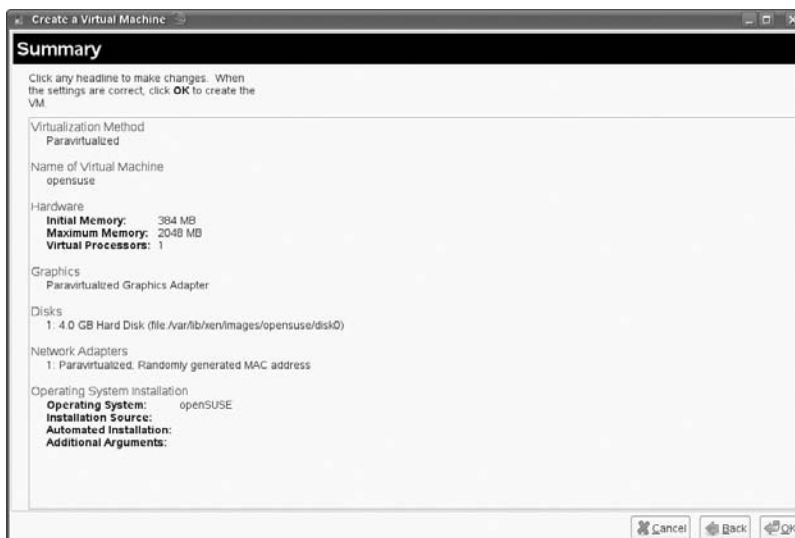 Create a Virtual Machine
Summary
Click any headline to make changes. When
the settings are correct, click OK to create the
VM.
Virtualization Method
Paravirtualized
Name of Virtual Machine
opensuse
Hardware
Initial Memory: 384 MB
Maximum Memory: 2048 MB
Virtual Processors: 1
Graphics
Paravirtualized Graphics Adapter
Disks
1: 4.0 GB Hard Disk (file:/var/lib/xen/images/opensuse/disk0)
Network Adapters
1: Paravirtualized; Randomly generated MAC address
Operating System Installation
Operating System: openSUSE
Installation Source:
Automated Installation:
Additional Arguments:
Cancel Back OK